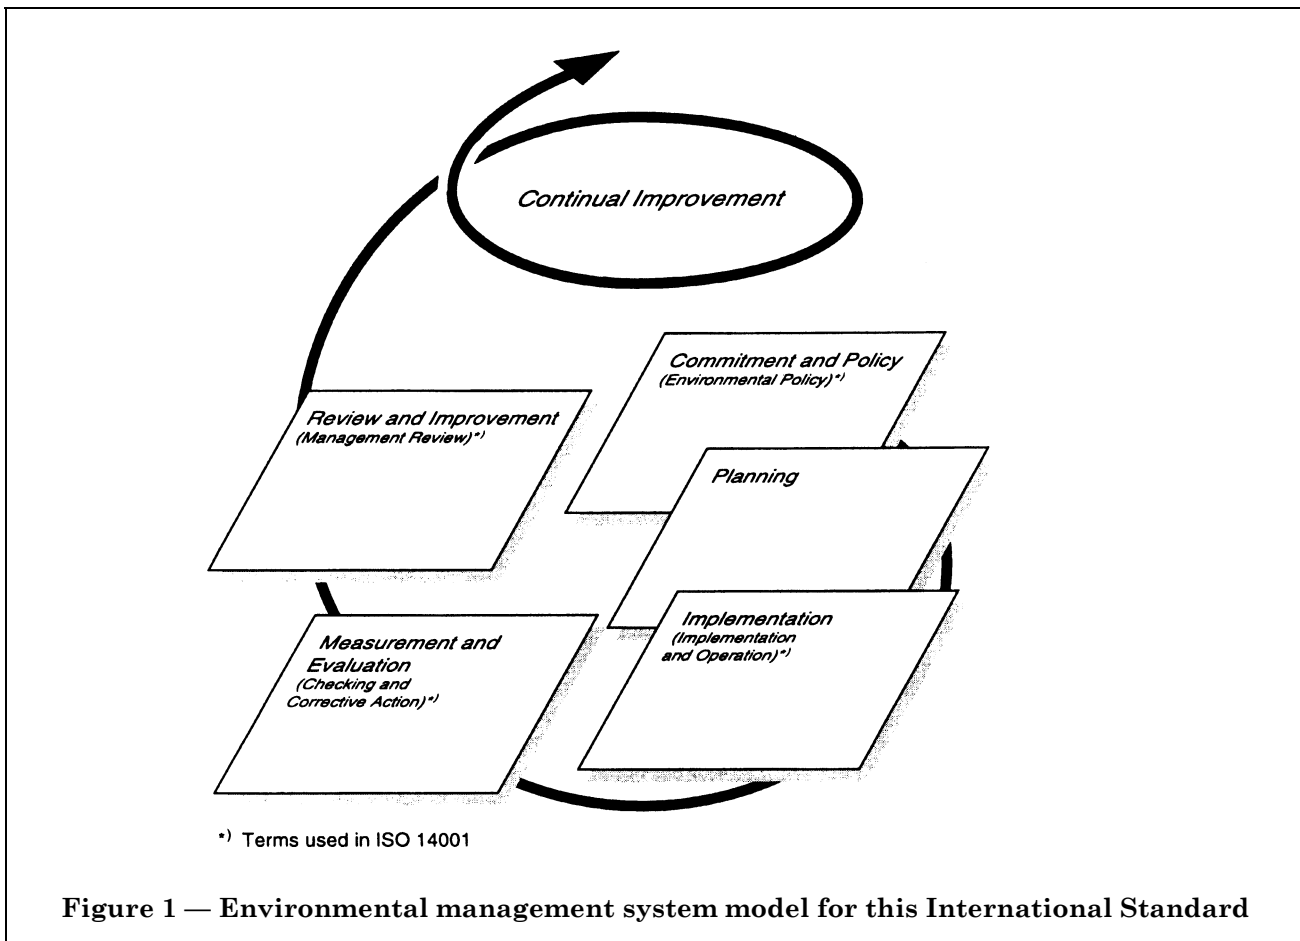 Continual Improvement
Commitment and Policy
(Environmental Policy)*)
Review and Improvement
(Management Review)*)
Planning
Implementation
(Implementation
and Operation)*)
Measurement and
Evaluation
(Checking and
Corrective Action)*)
*) Terms used in ISO 14001
Figure 1 — Environmental management system model for this International Standard